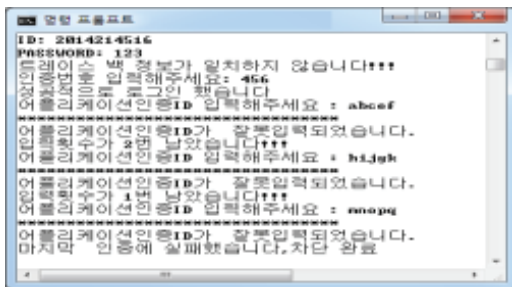 명령 프롬프트
ID: 2014214516
PASSWORD: 123
트레이스 백 정보가 일치하지 않습니다!!!
인증번호 입력해주세요: 456
성공적으로 로그인 했습니다
어플리케이션인증ID 입력해주세요 : abcef
************************************
어플리케이션인증ID가 잘못입력되었습니다.
입력횟수가 2번 남았습니다!!!
어플리케이션인증ID 입력해주세요 : hijgk
************************************
어플리케이션인증ID가 잘못입력되었습니다.
입력횟수가 1번 남았습니다!!!
어플리케이션인증ID 입력해주세요 : mnopq
************************************
어플리케이션인증ID가 잘못입력되었습니다.
마지막 인증에 실패했습니다.차단 완료